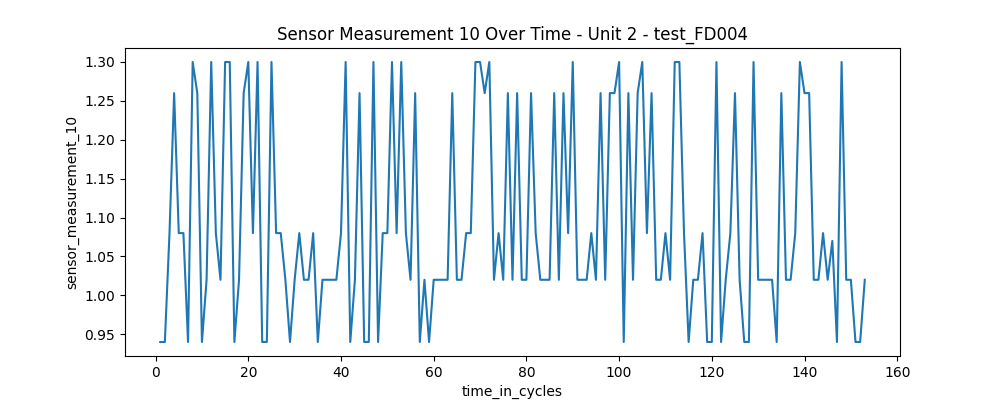 Sensor Measurement 10 Over Time - Unit 2 - test_FD004
sensor_measurement_10
1.30
1.25
1.20
1.15
1.10
1.05
1.00
0.95
0 20 40 60 80 100 120 140 160
time_in_cycles